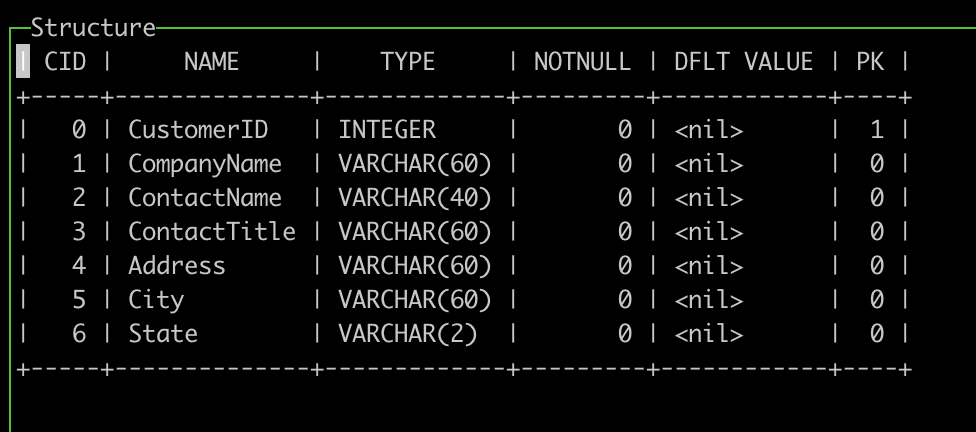 Structure
| CID |     NAME     |    TYPE     | NOTNULL | DFLT VALUE | PK |
+-----+--------------+-------------+---------+------------+----+
|   0 | CustomerID   | INTEGER     |       0 | <nil>      |  1 |
|   1 | CompanyName  | VARCHAR(60) |       0 | <nil>      |  0 |
|   2 | ContactName  | VARCHAR(40) |       0 | <nil>      |  0 |
|   3 | ContactTitle | VARCHAR(60) |       0 | <nil>      |  0 |
|   4 | Address      | VARCHAR(60) |       0 | <nil>      |  0 |
|   5 | City         | VARCHAR(60) |       0 | <nil>      |  0 |
|   6 | State        | VARCHAR(2)  |       0 | <nil>      |  0 |
+-----+--------------+-------------+---------+------------+----+